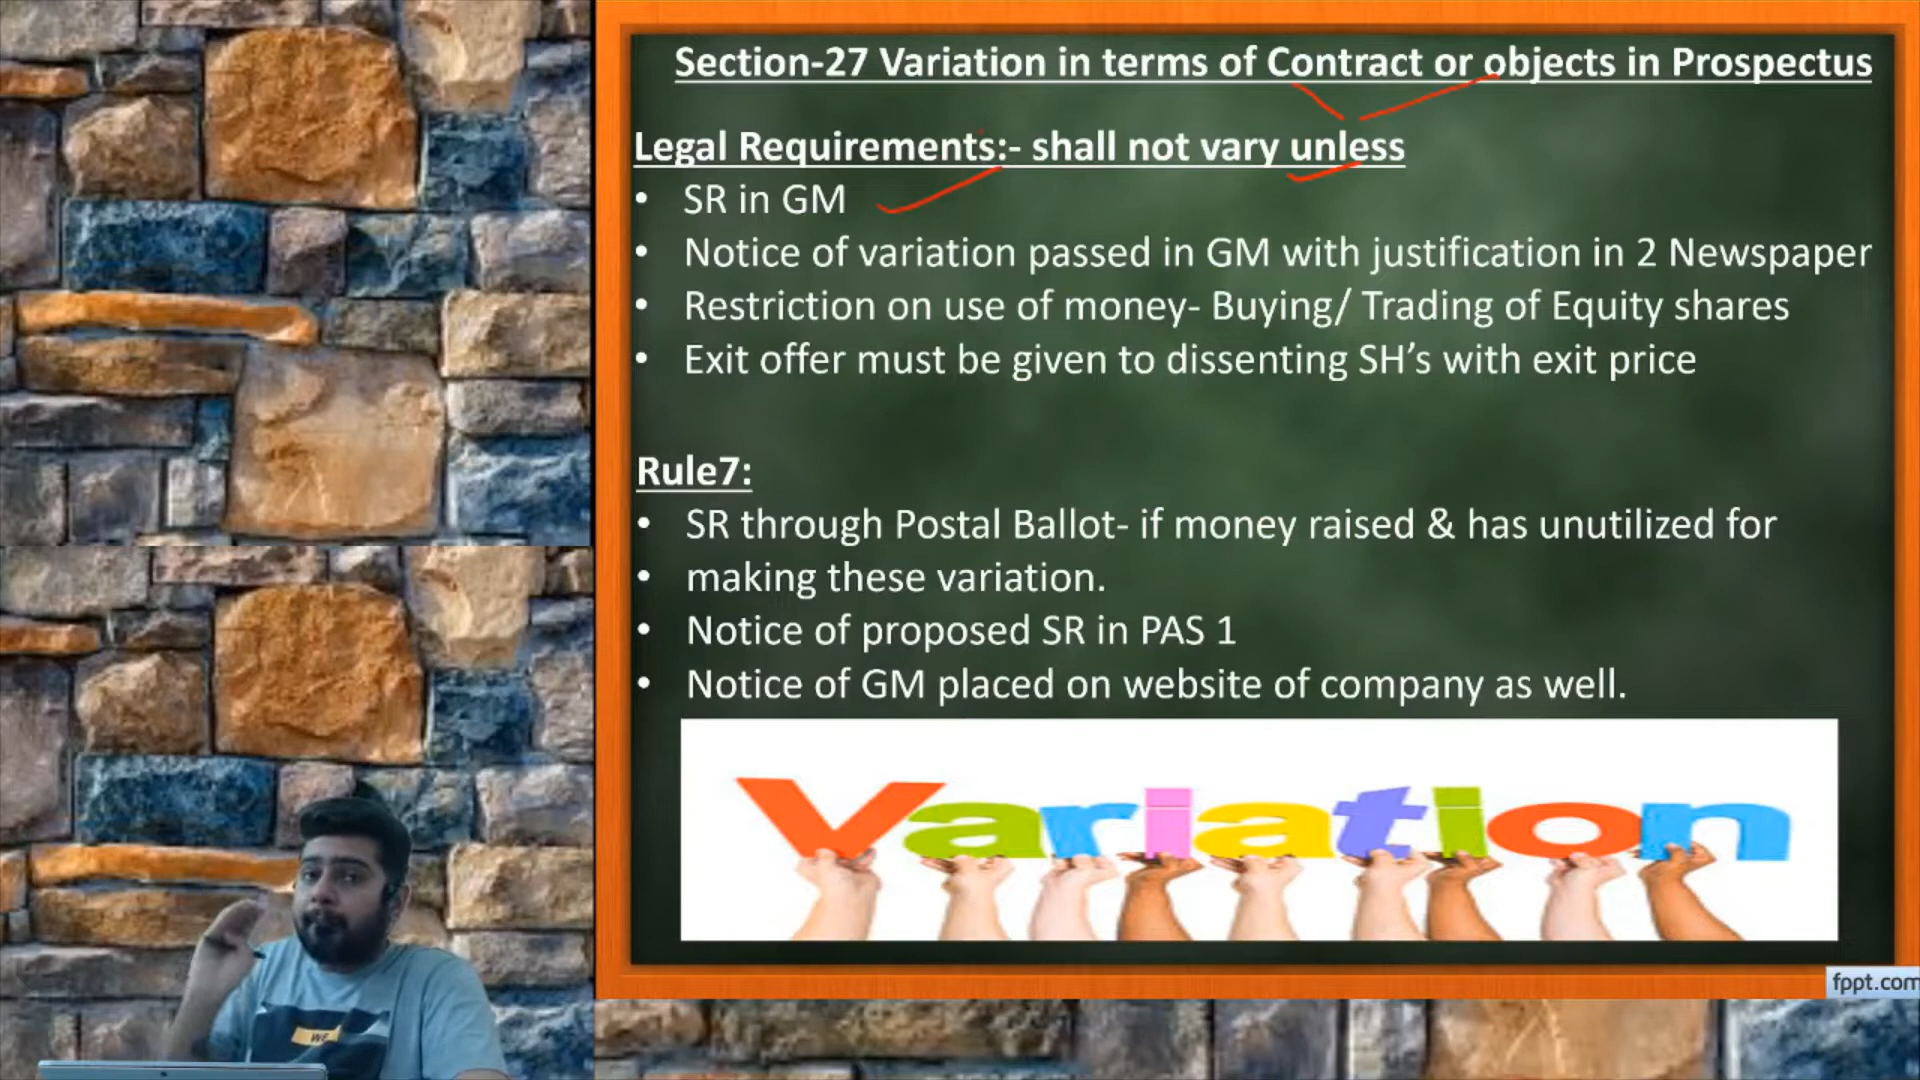 Section-27 Variation in terms of Contract or objects in Prospectus
Legal Requirements:- shall not vary unless
• SR in GM
• Notice of variation passed in GM with justification in 2 Newspaper
• Restriction on use of money- Buying/ Trading of Equity shares
• Exit offer must be given to dissenting SH's with exit price
Rule7:
• SR through Postal Ballot- if money raised & has unutilized for
• making these variation.
• Notice of proposed SR in PAS 1
• Notice of GM placed on website of company as well.
Variation
fppt.com